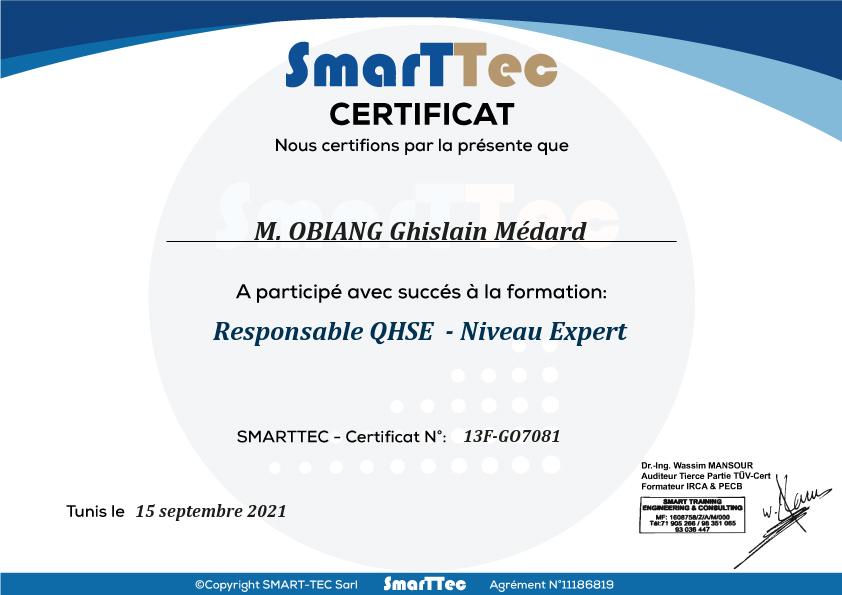 SmarTTec
CERTIFICAT
Nous certifions par la présente que
SmarTTec
M. OBIANG Ghislain Médard
A participé avec succés à la formation:
Responsable QHSE - Niveau Expert
SMARTTEC - Certificat N°: 13F-GO7081
Dr.-Ing. Wassim MANSOUR
Auditeur Tierce Partie TÜV-Cert
Formateur IRCA & PECB
SMART TRAINING
ENGINEERING & CONSULTING
MF: 1608758/Z/A/M/000
Tél:71 905 266 / 98 351 065
93 036 447
Tunis le 15 septembre 2021
©Copyright SMART-TEC Sarl SmarTTec Agrément N°11186819